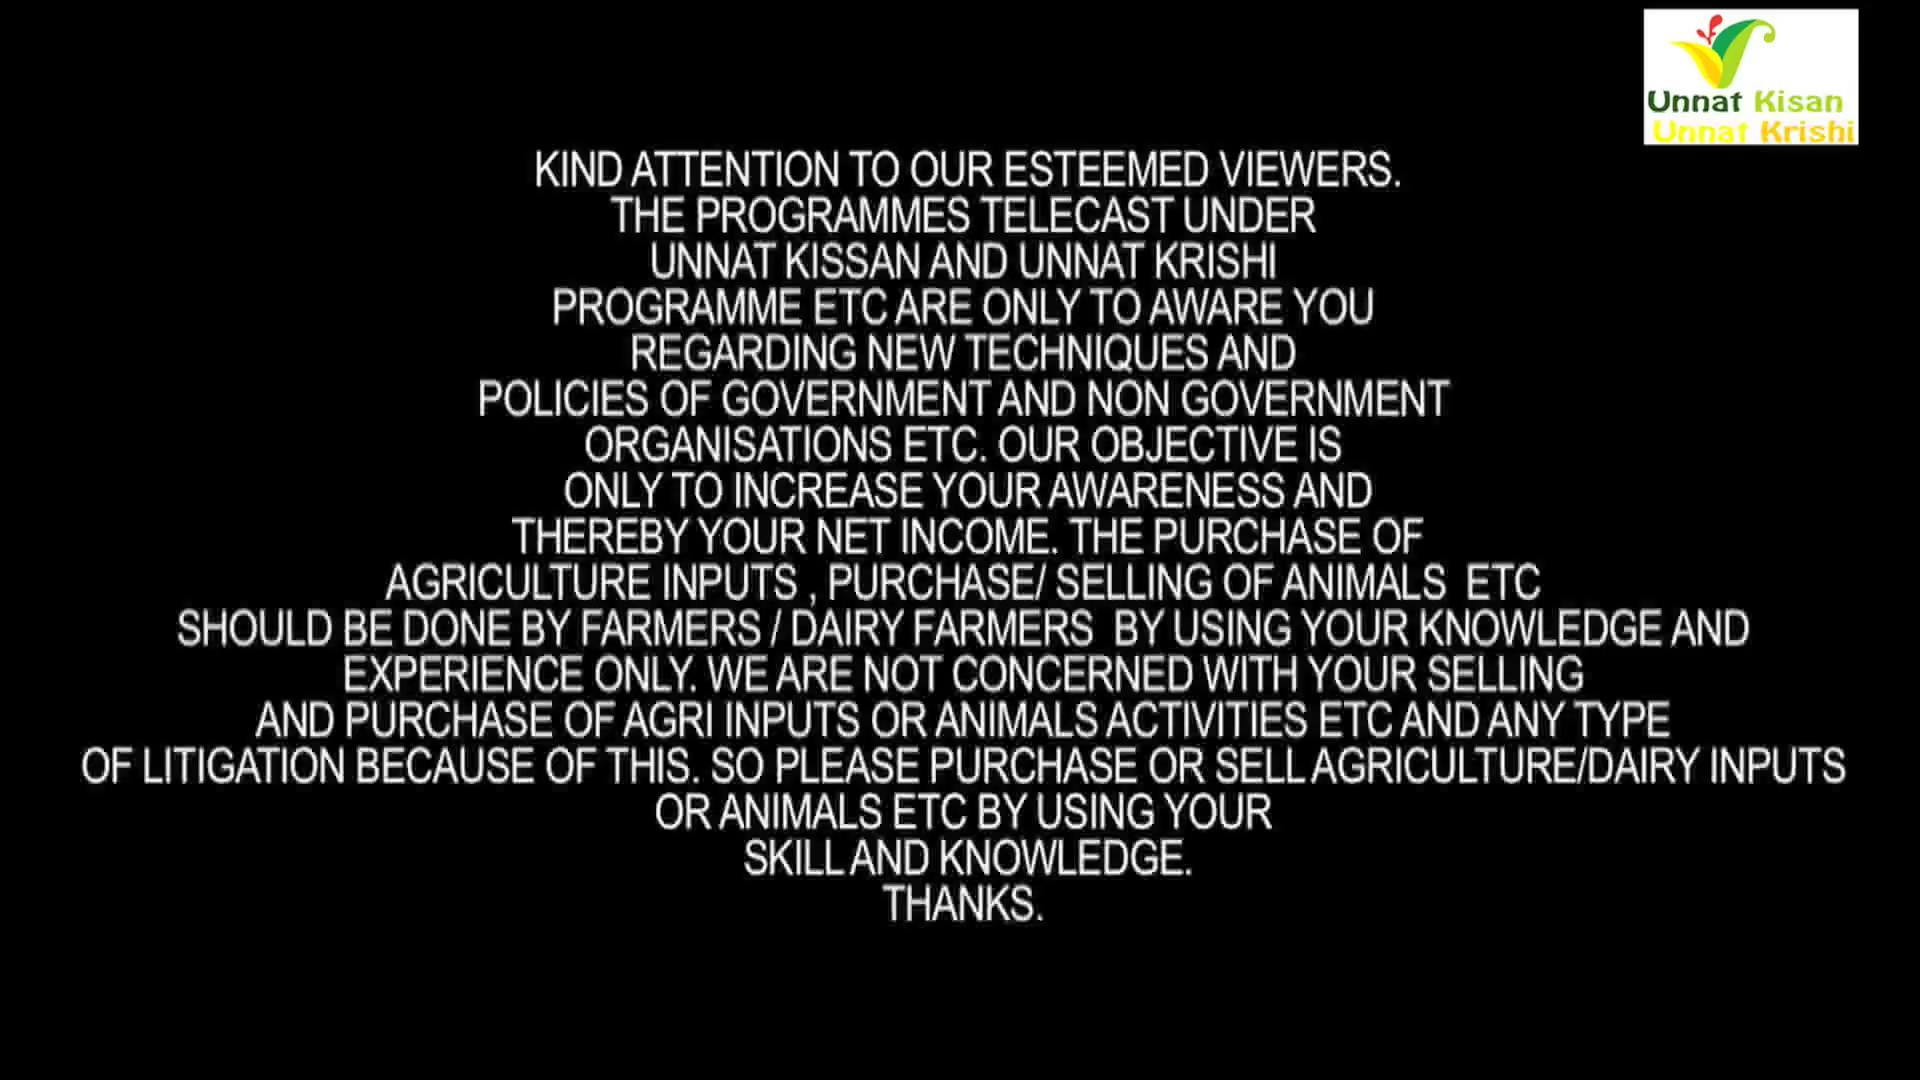 Unnat Kisan
Unnat Krishi
KIND ATTENTION TO OUR ESTEEMED VIEWERS.
THE PROGRAMMES TELECAST UNDER
UNNAT KISSAN AND UNNAT KRISHI
PROGRAMME ETC ARE ONLY TO AWARE YOU
REGARDING NEW TECHNIQUES AND
POLICIES OF GOVERNMENT AND NON GOVERNMENT
ORGANISATIONS ETC. OUR OBJECTIVE IS
ONLY TO INCREASE YOUR AWARENESS AND
THEREBY YOUR NET INCOME. THE PURCHASE OF
AGRICULTURE INPUTS , PURCHASE/ SELLING OF ANIMALS ETC
SHOULD BE DONE BY FARMERS / DAIRY FARMERS BY USING YOUR KNOWLEDGE AND
EXPERIENCE ONLY. WE ARE NOT CONCERNED WITH YOUR SELLING
AND PURCHASE OF AGRI INPUTS OR ANIMALS ACTIVITIES ETC AND ANY TYPE
OF LITIGATION BECAUSE OF THIS. SO PLEASE PURCHASE OR SELL AGRICULTURE/DAIRY INPUTS
OR ANIMALS ETC BY USING YOUR
SKILL AND KNOWLEDGE.
THANKS.